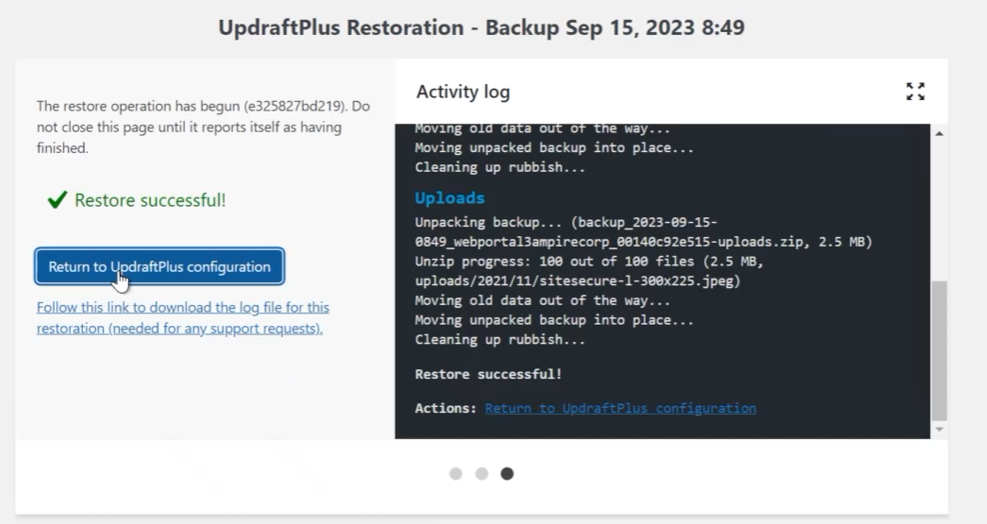 UpdraftPlus Restoration - Backup Sep 15, 2023 8:49
The restore operation has begun (e325827bd219). Do
not close this page until it reports itself as having
finished.
Restore successful!
Return to UpdraftPlus configuration
Follow this link to download the log file for this
restoration (needed for any support requests).
Activity log
Moving old data out of the way...
Moving unpacked backup into place...
Cleaning up rubbish...
Uploads
Unpacking backup... (backup_2023-09-15-
0849_webportal3ampirecorp_00140c92e515-uploads.zip, 2.5 MB)
Unzip progress: 100 out of 100 files (2.5 MB,
uploads/2021/11/sitesecure-l-300x225.jpeg)
Moving old data out of the way...
Moving unpacked backup into place...
Cleaning up rubbish...
Restore successful!
Actions: Return to UpdraftPlus configuration